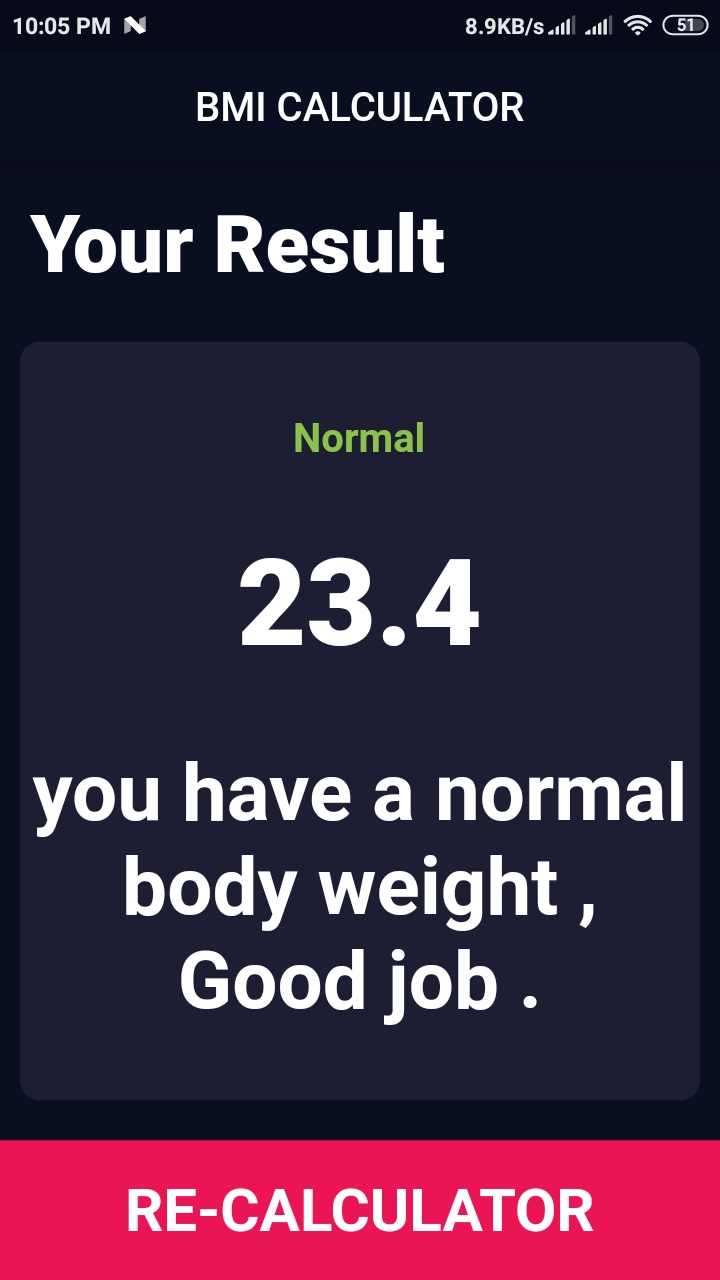 10:05 PM 8.9KB/s 51
BMI CALCULATOR
Your Result
Normal
23.4
you have a normal
body weight ,
Good job .
RE-CALCULATOR